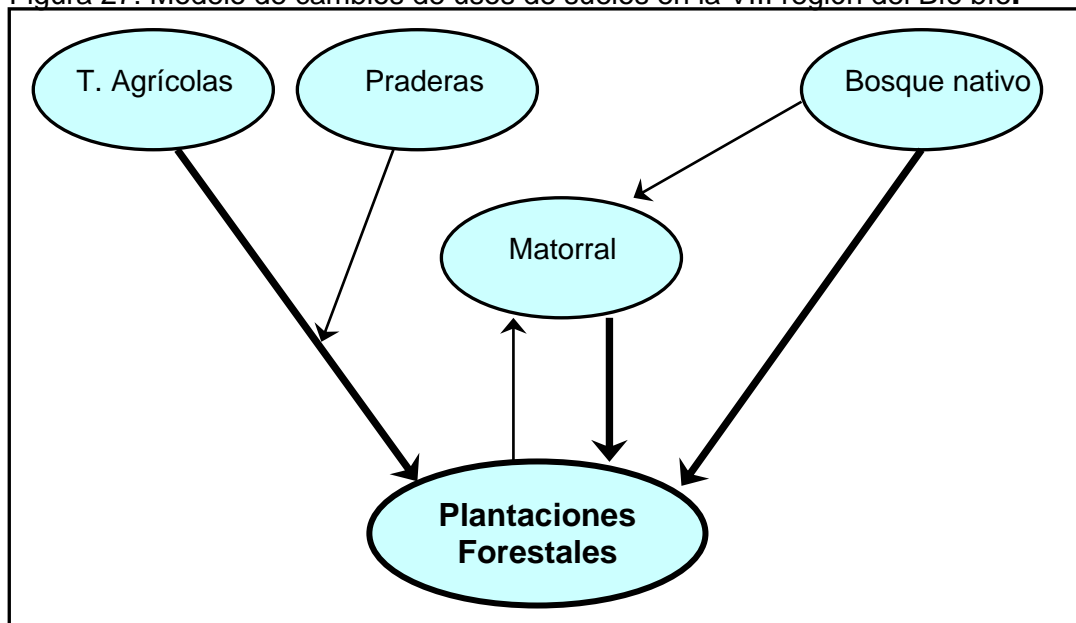 Figura 27. Modelo de cambios de usos de suelos en la VIII región del Bío bío.
T. Agrícolas
Praderas
Bosque nativo
Matorral
Plantaciones
Forestales